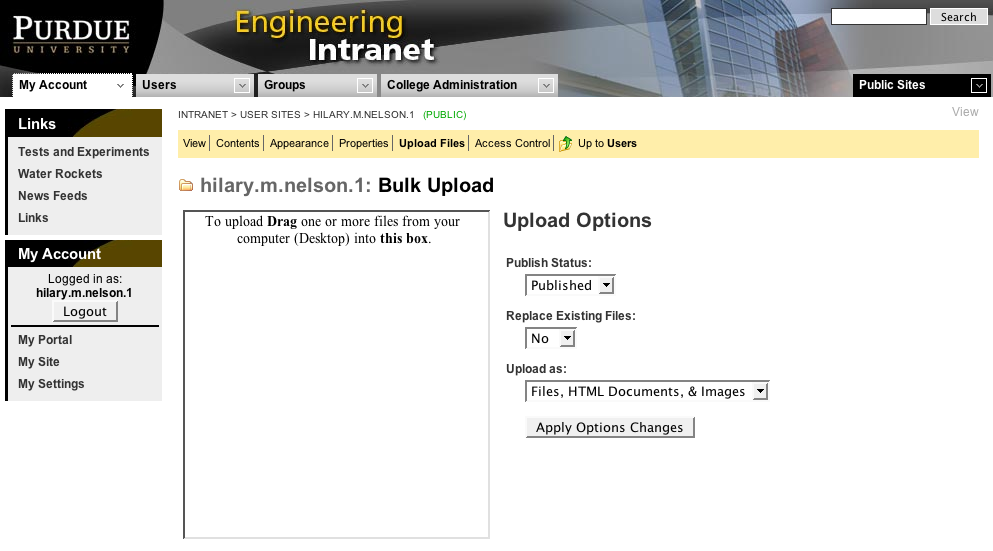 PURDUE
UNIVERSITY
Engineering
Intranet
Search
My Account
Users
Groups
College Administration
Public Sites
Links
Tests and Experiments
Water Rockets
News Feeds
Links
My Account
Logged in as:
hilary.m.nelson.1
Logout
My Portal
My Site
My Settings
INTRANET > USER SITES > HILARY.M.NELSON.1 (PUBLIC)
View
View | Contents | Appearance | Properties | Upload Files | Access Control | Up to Users
hilary.m.nelson.1: Bulk Upload
To upload Drag one or more files from your
computer (Desktop) into this box.
Upload Options
Publish Status:
Published
Replace Existing Files:
No
Upload as:
Files, HTML Documents, & Images
Apply Options Changes